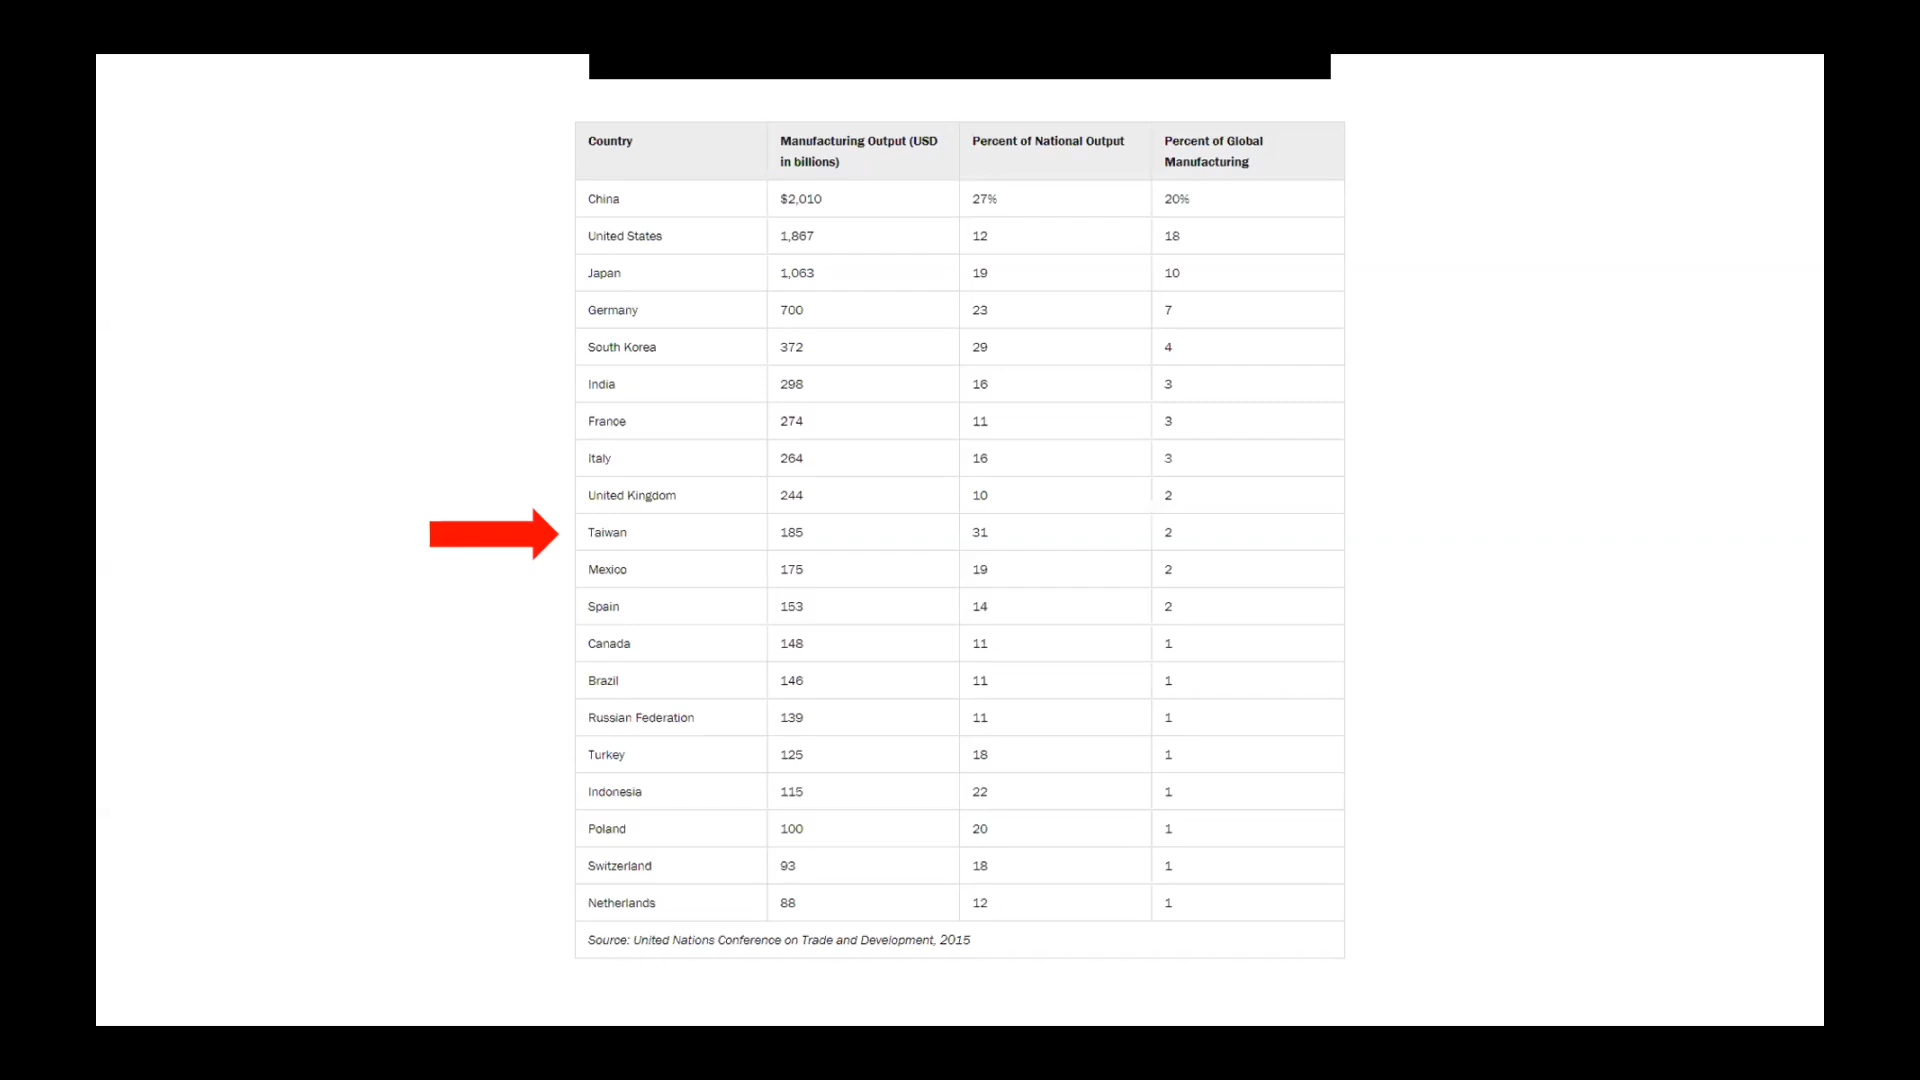 Country Manufacturing Output (USD in billions) Percent of National Output Percent of Global Manufacturing
China $2,010 27% 20%
United States 1,867 12 18
Japan 1,063 19 10
Germany 700 23 7
South Korea 372 29 4
India 298 16 3
France 274 11 3
Italy 264 16 3
United Kingdom 244 10 2
Taiwan 185 31 2
Mexico 175 19 2
Spain 153 14 2
Canada 148 11 1
Brazil 146 11 1
Russian Federation 139 11 1
Turkey 125 18 1
Indonesia 115 22 1
Poland 100 20 1
Switzerland 93 18 1
Netherlands 88 12 1
Source: United Nations Conference on Trade and Development, 2015